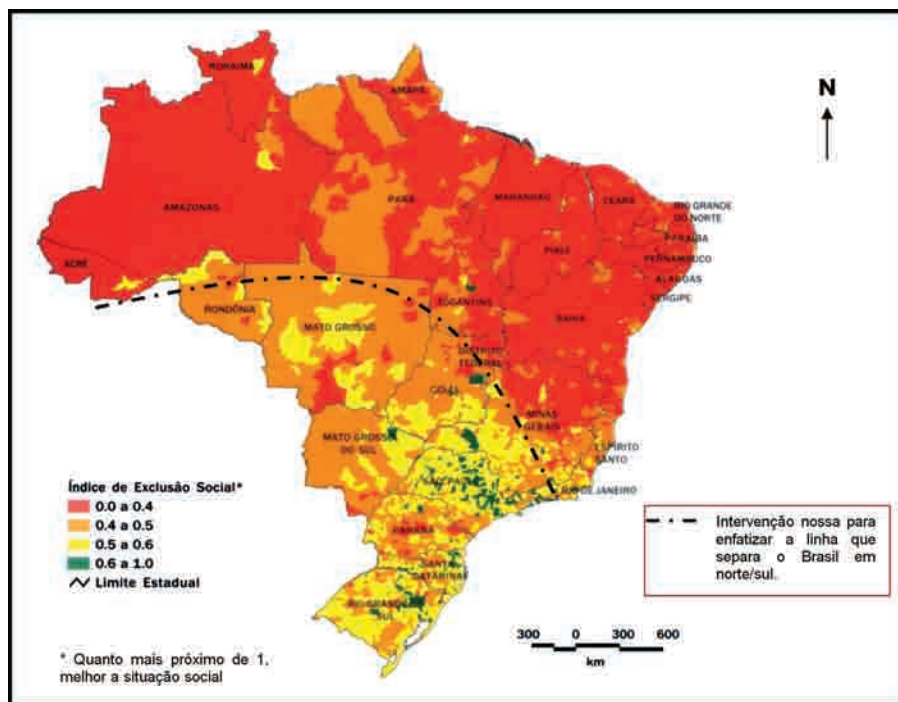 N
RORAIMA
AMAPÁ
AMAZONAS
PARÁ
MARANHÃO
CEARÁ
RIO GRANDE
DO NORTE
PARAÍBA
PIAUÍ
PERNAMBUCO
ACRE
ALAGOAS
SERGIPE
TOCANTINS
RONDÔNIA
BAHIA
MATO GROSSO
DISTRITO
FEDERAL
GOIÁS
MINAS
GERAIS
MATO GROSSO
DO SUL
ESPÍRITO
SANTO
SÃO PAULO
RIO DE JANEIRO
PARANÁ
SANTA
CATARINA
RIO GRANDE
SUL
Índice de Exclusão Social*
0.0 a 0.4
0.4 a 0.5
0.5 a 0.6
0.6 a 1.0
Limite Estadual
* Quanto mais próximo de 1,
melhor a situação social
Intervenção nossa para
enfatizar a linha que
separa o Brasil em
norte/sul.
300 0 300 600
km